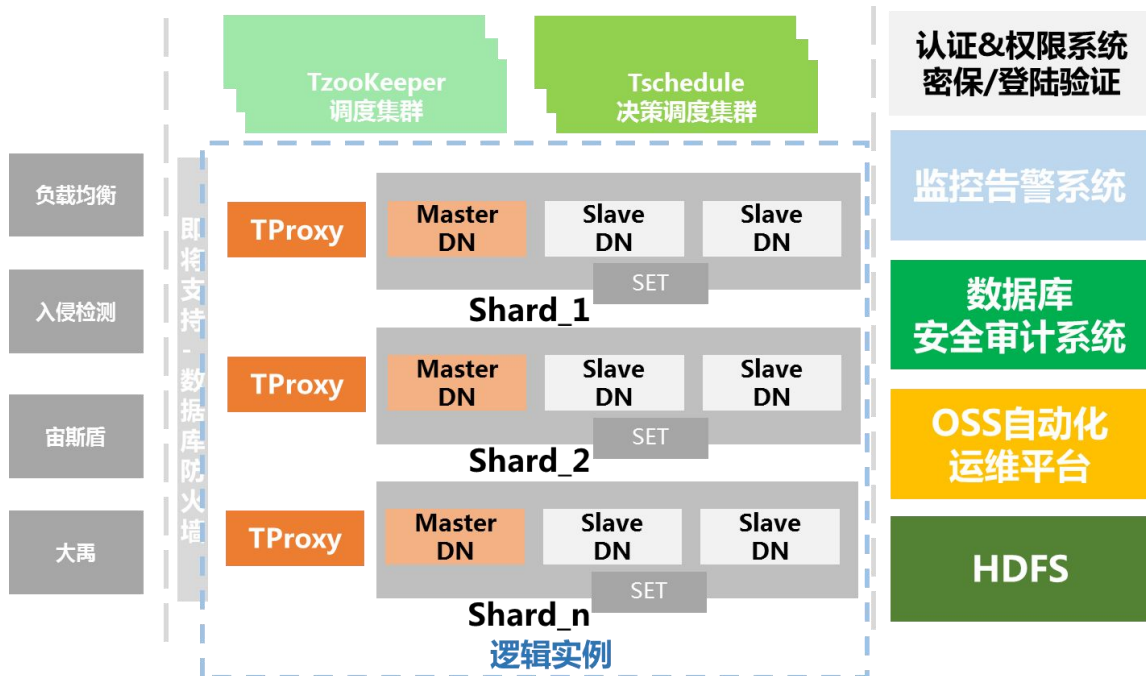 TzooKeeper
调度集群
Tschedule
决策调度集群
认证&权限系统
密保/登陆验证
负载均衡
入侵检测
宙斯盾
大禹
即将支持-数据库防火墙
TProxy
Master
DN
Slave
DN
Slave
DN
SET
Shard_1
TProxy
Master
DN
Slave
DN
Slave
DN
SET
Shard_2
TProxy
Master
DN
Slave
DN
Slave
DN
SET
Shard_n
逻辑实例
监控告警系统
数据库
安全审计系统
OSS自动化
运维平台
HDFS